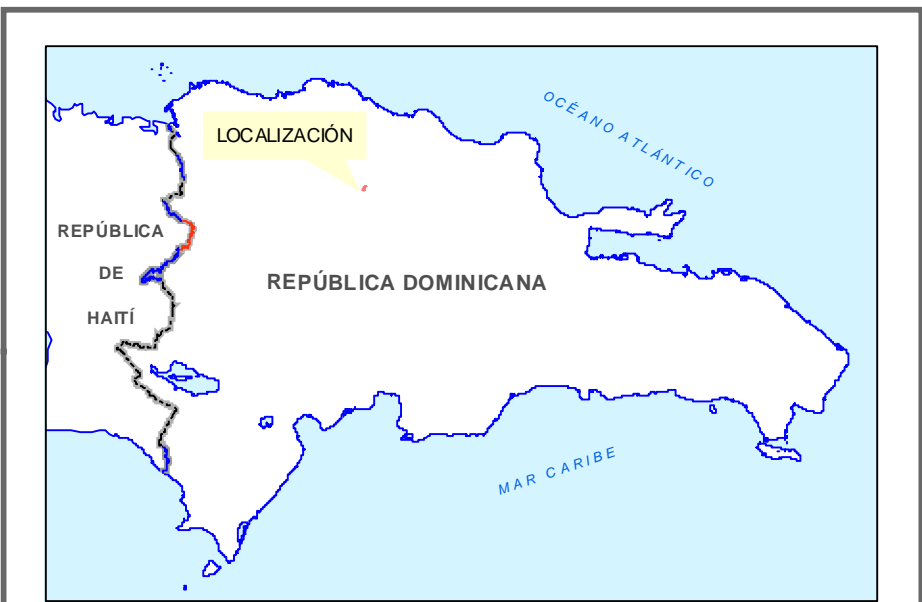 OCÉANO ATLÁNTICO
LOCALIZACIÓN
REPÚBLICA
DE
HAITÍ
REPÚBLICA DOMINICANA
MAR CARIBE